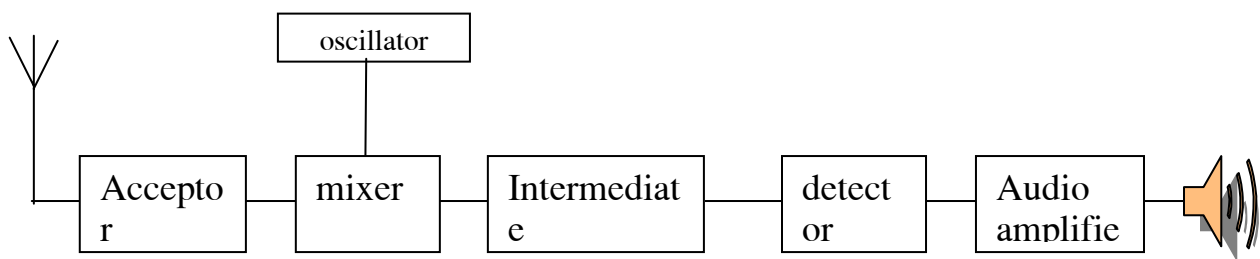 oscillator
Accepto
r
mixer
Intermediat
e
detect
or
Audio
amplifie